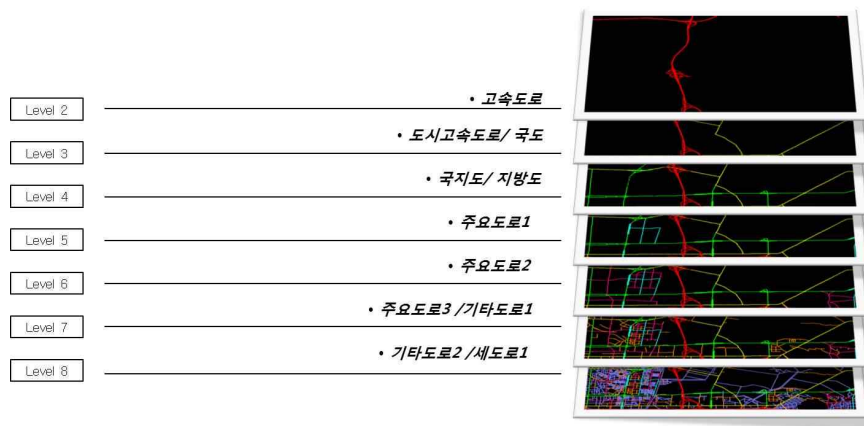 • 고속도로
Level 2
• 도시고속도로/ 국도
Level 3
• 국지도/ 지방도
Level 4
• 주요도로1
Level 5
• 주요도로2
Level 6
• 주요도로3 /기타도로1
Level 7
• 기타도로2 /세도로1
Level 8